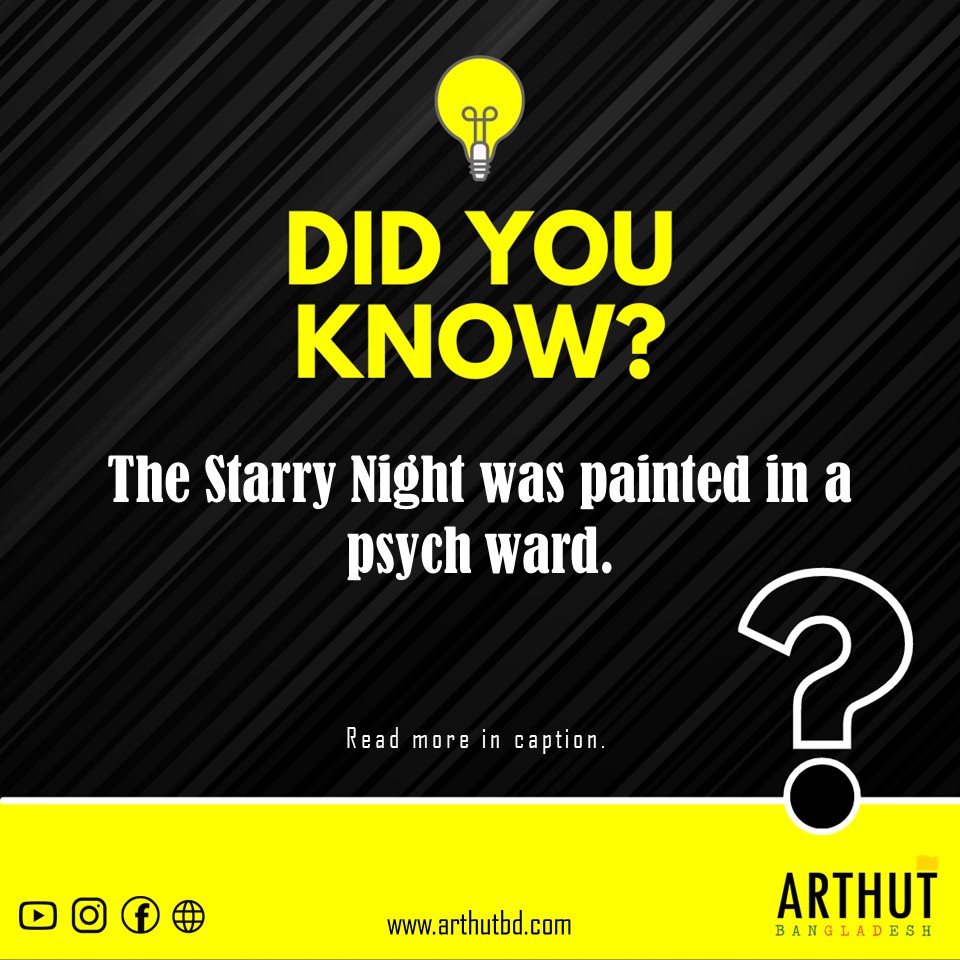 DID YOU
KNOW?
The Starry Night was painted in a
psych ward.
Read more in caption.
www.arthutbd.com
ARTHUT
BANGLADESH